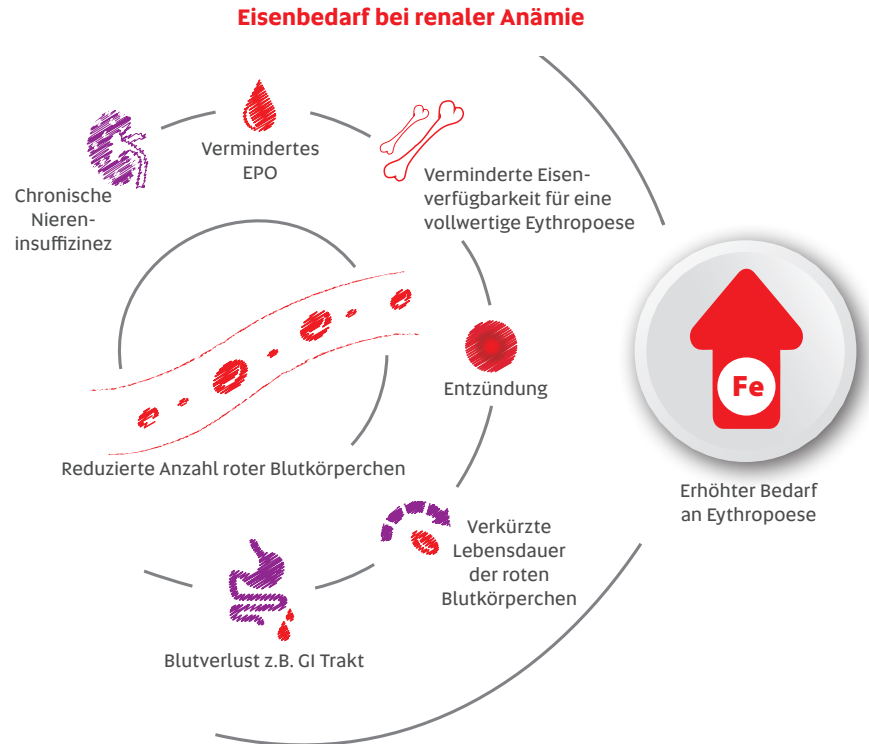 Eisenbedarf bei renaler Anämie
Vermindertes
EPO
Chronische
Nieren-
insuffizinez
Verminderte Eisen-
verfügbarkeit für eine
vollwertige Eythropoese
Entzündung
Fe
Reduzierte Anzahl roter Blutkörperchen
Erhöhter Bedarf
an Eythropoese
Verkürzte
Lebensdauer
der roten
Blutkörperchen
Blutverlust z.B. GI Trakt